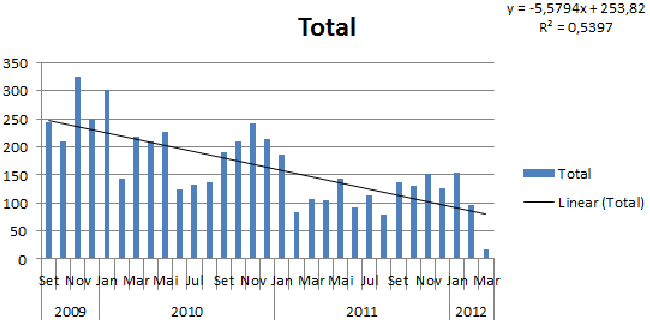 y = -5,5794x + 253,82
R² = 0,5397
Total
350
300
250
200
150
100
50
0
Set Nov Jan Mar Mai Jul Set Nov Jan Mar Mai Jul Set Nov Jan Mar
2009 2010 2011 2012
Total
Linear (Total)